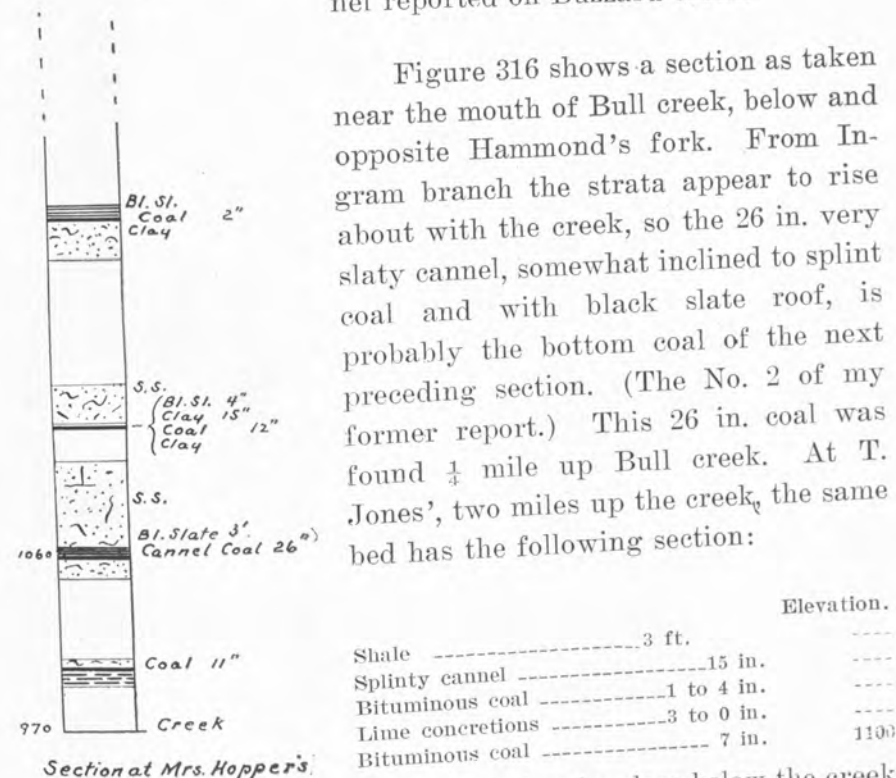 nel reported on
Figure 316 shows a section as taken
near the mouth of Bull creek, below and
opposite Hammond's fork. From In-
gram branch the strata appear to rise
about with the creek, so the 26 in. very
slaty cannel, somewhat inclined to splint
coal and with black slate roof, is
probably the bottom coal of the next
preceding section. (The No. 2 of my
former report.) This 26 in. coal was
found ¼ mile up Bull creek. At T.
Jones', two miles up the creek, the same
bed has the following section:
Elevation.
Shale 3 ft. ----
Splinty cannel 15 in. ----
Bituminous coal 1 to 4 in. ----
Lime concretions 3 to 0 in. ----
Bituminous coal 7 in. 1100
below the creek
Bl. Sl.
Coal 2"
Clay
S.S.
Bl. Sl. 4"
Clay 15"
Coal 12"
Clay
S.S.
Bl. Slate 3'.
1060 Cannel Coal 26")
Coal 11"
970 Creek
Section at Mrs. Hopper's